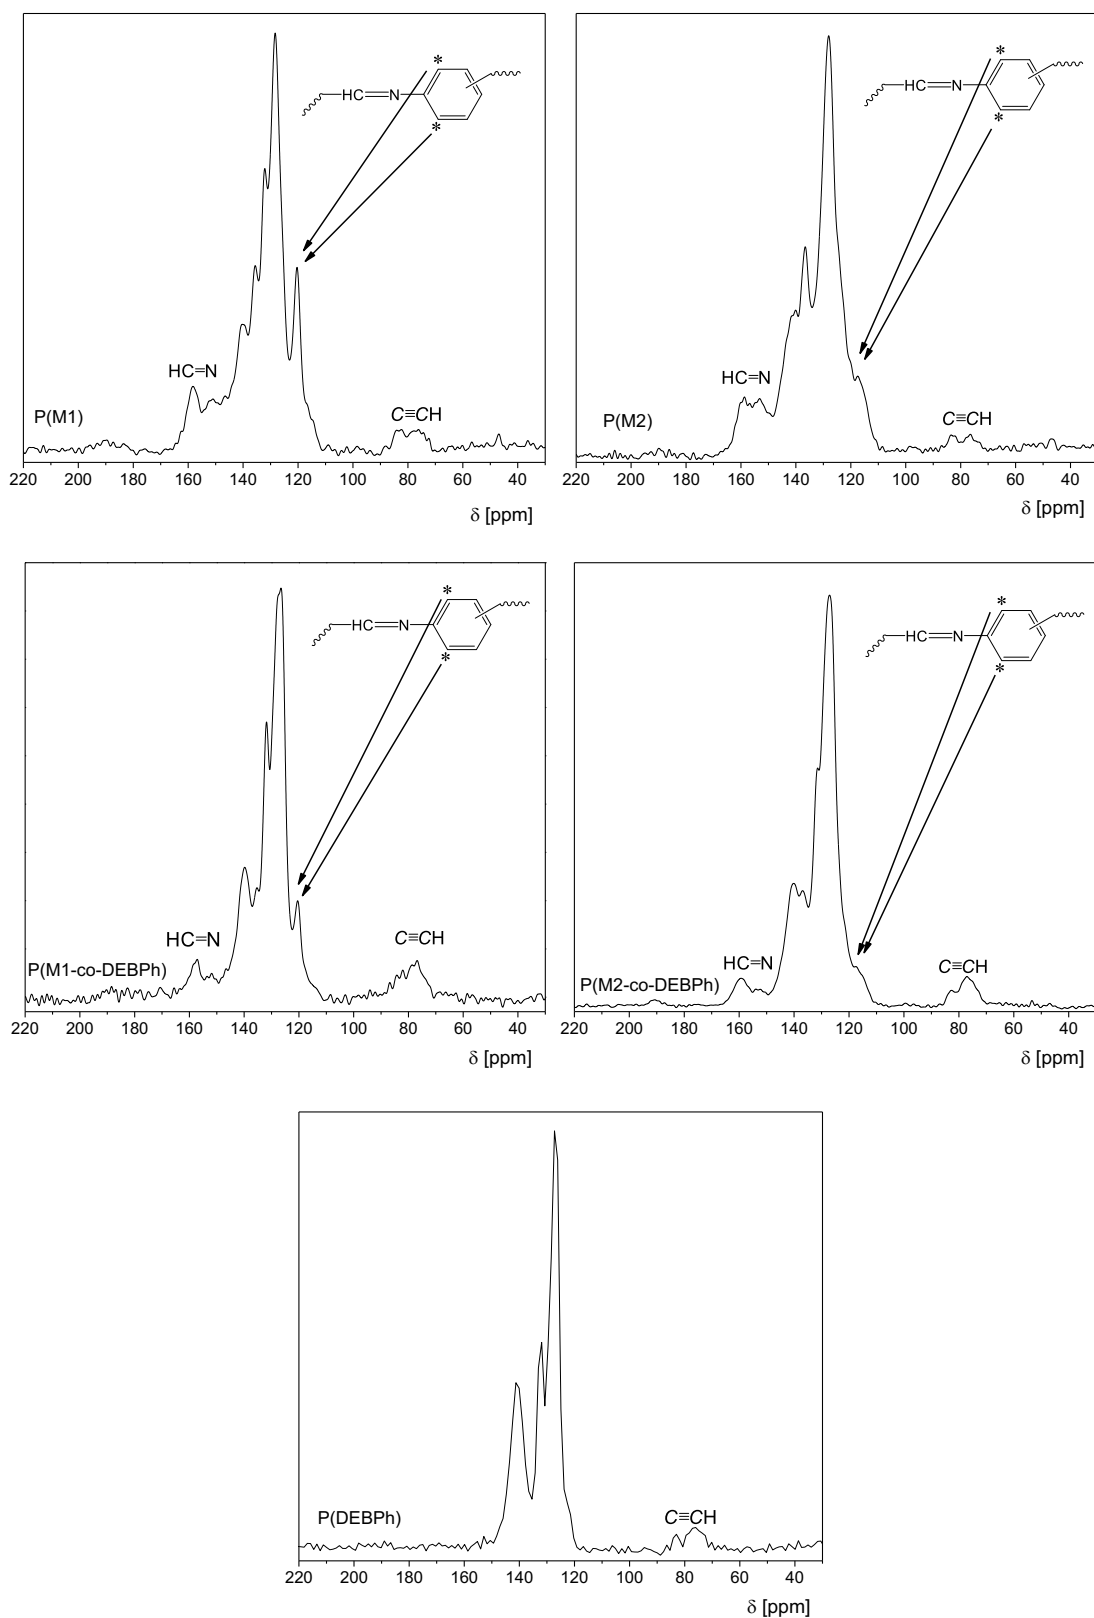 * 
HC=N
*
HC=N
P(M1)
C≡CH
220 200 180 160 140 120 100 80 60 40
δ [ppm]
*
HC=N
*
HC=N
P(M2)
C≡CH
220 200 180 160 140 120 100 80 60 40
δ [ppm]
*
HC=N
*
HC=N
P(M1-co-DEBPh)
C≡CH
220 200 180 160 140 120 100 80 60 40
δ [ppm]
*
HC=N
*
HC=N
P(M2-co-DEBPh)
C≡CH
220 200 180 160 140 120 100 80 60 40
δ [ppm]
P(DEBPh)
C≡CH
220 200 180 160 140 120 100 80 60 40
δ [ppm]